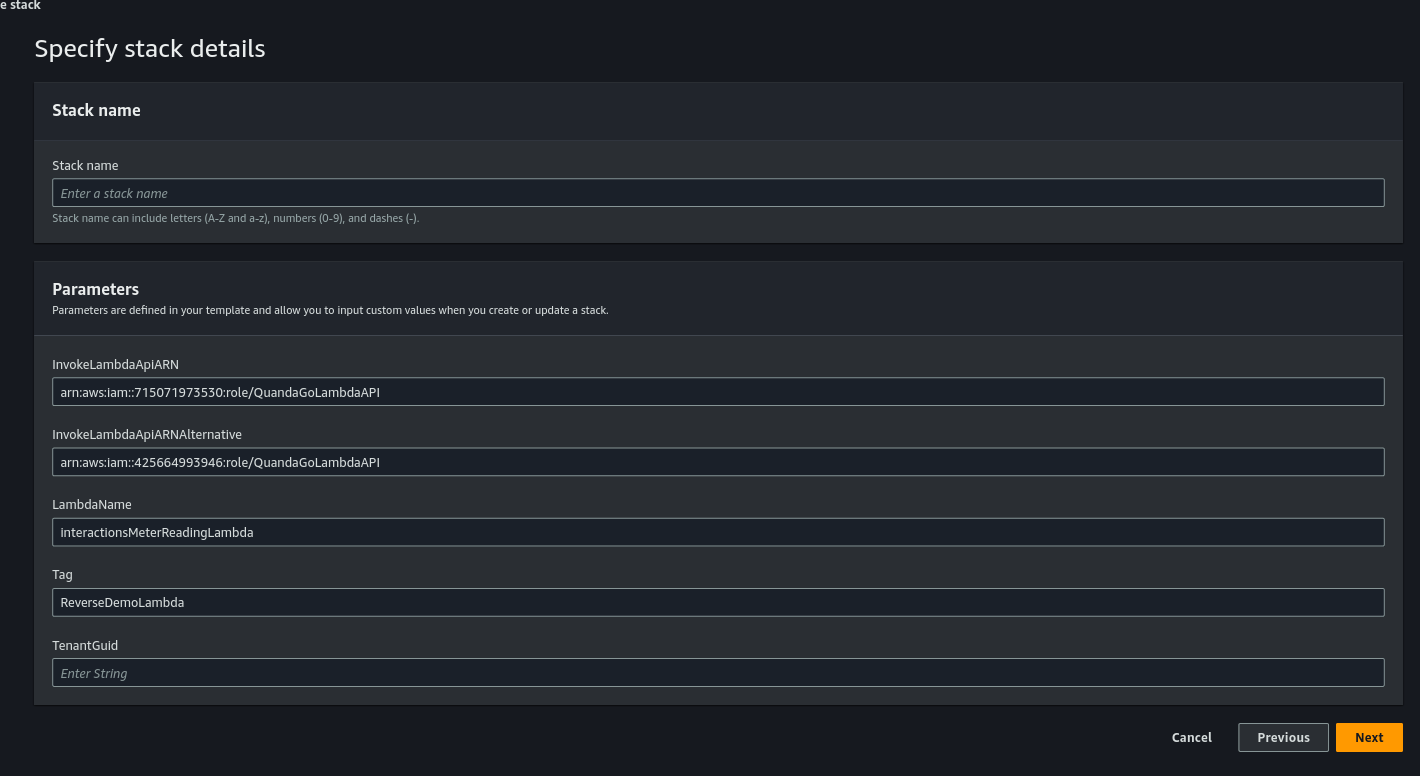 e stack
Specify stack details
Stack name
Stack name
Enter a stack name
Stack name can include letters (A-Z and a-z), numbers (0-9), and dashes (-).
Parameters
Parameters are defined in your template and allow you to input custom values when you create or update a stack.
InvokeLambdaApiARN
arn:aws:iam::715071973530:role/QuandaGoLambdaAPI
InvokeLambdaApiARNAlternative
arn:aws:iam::425664993946:role/QuandaGoLambdaAPI
LambdaName
interactionsMeterReadingLambda
Tag
ReverseDemoLambda
TenantGuid
Enter String
Cancel Previous Next